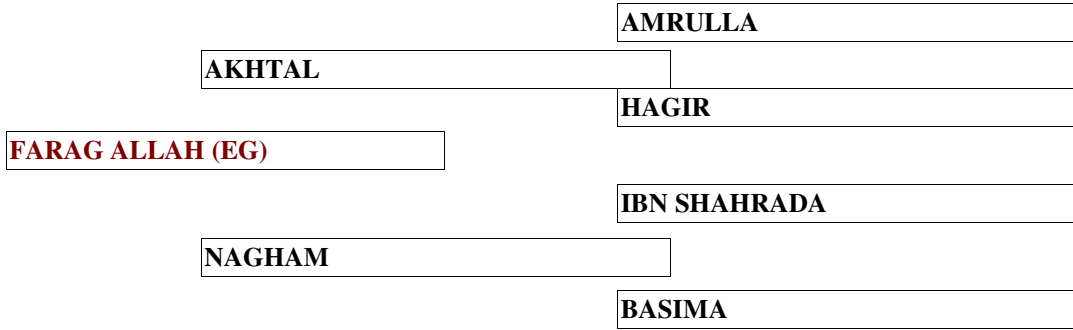 AMRULLA
AKHTAL
HAGIR
FARAG ALLAH (EG)
IBN SHAHRADA
NAGHAM
BASIMA